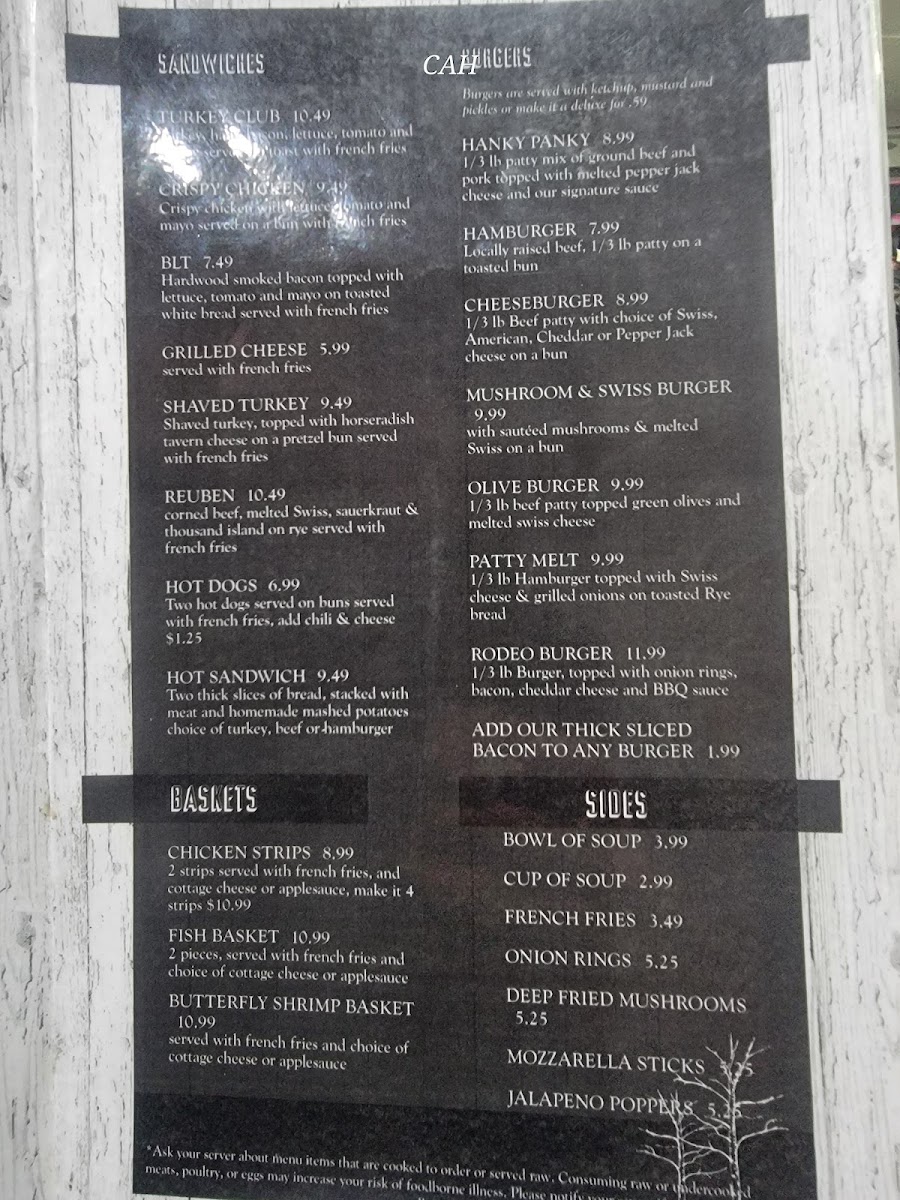 SANDWICHES
TURKEY CLUB 10.49
bacon, lettuce, tomato and
toast with french fries
CRISPY CHICKEN 9.49
Crispy chicken with lettuce, tomato and
mayo served on a bun with french fries
BLT 7.49
Hardwood smoked bacon topped with
lettuce, tomato and mayo on toasted
white bread served with french fries
GRILLED CHEESE 5.99
served with french fries
SHAVED TURKEY 9.49
Shaved turkey, topped with horseradish
tavern cheese on a pretzel bun served
with french fries
REUBEN 10.49
corned beef, melted Swiss, sauerkraut &
thousand island on rye served with
french fries
HOT DOGS 6.99
Two hot dogs served on buns served
with french fries, add chili & cheese
$1.25
HOT SANDWICH 9.49
Two thick slices of bread, stacked with
meat and homemade mashed potatoes
choice of turkey, beef or hamburger
BASKETS
CHICKEN STRIPS 8.99
2 strips served with french fries, and
cottage cheese or applesauce, make it 4
strips $10.99
FISH BASKET 10.99
2 pieces, served with french fries and
choice of cottage cheese or applesauce
BUTTERFLY SHRIMP BASKET
10.99
served with french fries and choice of
cottage cheese or applesauce
CAH
BURGERS
Burgers are served with ketchup, mustard and
pickles or make it a deluxe for .59
HANKY PANKY 8.99
1/3 lb patty mix of ground beef and
pork topped with melted pepper jack
cheese and our signature sauce
HAMBURGER 7.99
Locally raised beef, 1/3 lb patty on a
toasted bun
CHEESEBURGER 8.99
1/3 lb Beef patty with choice of Swiss,
American, Cheddar or Pepper Jack
cheese on a bun
MUSHROOM & SWISS BURGER
9.99
with sautéed mushrooms & melted
Swiss on a bun
OLIVE BURGER 9.99
1/3 lb beef patty topped green olives and
melted swiss cheese
PATTY MELT 9.99
1/3 lb Hamburger topped with Swiss
cheese & grilled onions on toasted Rye
bread
RODEO BURGER 11.99
1/3 lb Burger, topped with onion rings,
bacon, cheddar cheese and BBQ sauce
ADD OUR THICK SLICED
BACON TO ANY BURGER 1.99
SIDES
BOWL OF SOUP 3.99
CUP OF SOUP 2.99
FRENCH FRIES 3.49
ONION RINGS 5.25
DEEP FRIED MUSHROOMS
5.25
MOZZARELLA STICKS 5.25
JALAPENO POPPERS 5.25
*Ask your server about menu items that are cooked to order or served raw. Consuming raw or undercooked
meats, poultry, or eggs may increase your risk of foodborne illness. Please notify